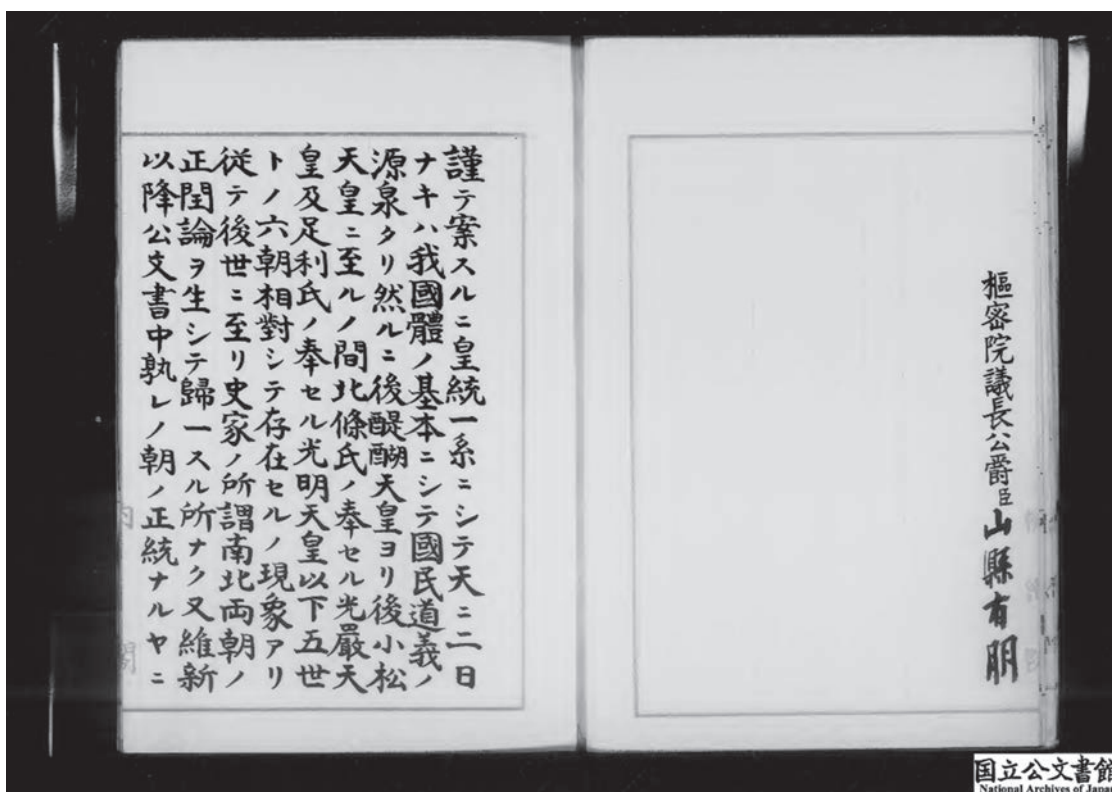 樞密院議長公爵臣山縣有朋
謹テ案スルニ皇統一系ニシテ天ニ二日
ナキハ我國體ノ基本ニシテ國民道義ノ
源泉タリ然ルニ後醍醐天皇ヨリ後小松
天皇ニ至ルノ間北條氏ノ奉セル光嚴天
皇及足利氏ノ奉セル光明天皇以下五世
トノ六朝相對シテ存在セルノ現象アリ
従テ後世ニ至リ史家ノ所謂南北両朝ノ
正閏論ヲ生シテ歸一スル所ナク又維新
以降公文書中孰レノ朝ノ正統ナルヤニ
内閣
国立公文書館
National Archives of Japan